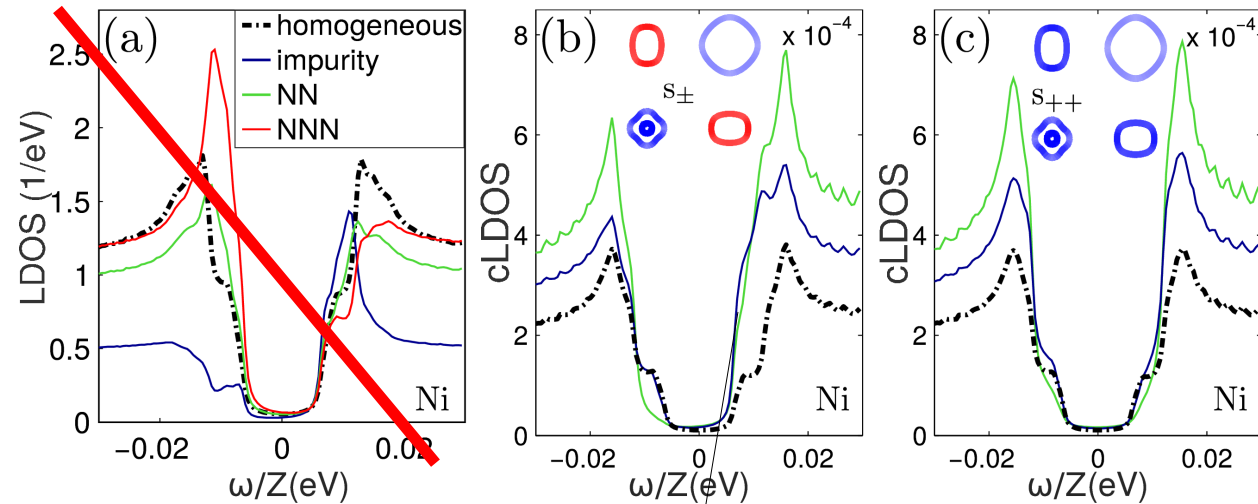 (a)
homogeneous
impurity
NN
NNN
LDOS (1/eV)
2.5
2
1.5
1
0.5
0
−0.02
0
0.02
ω/Z(eV)
Ni
(b)
x 10⁻⁴
s±
cLDOS
8
6
4
2
0
−0.02
0
0.02
ω/Z(eV)
Ni
(c)
x 10⁻⁴
s₊₊
cLDOS
8
6
4
2
0
−0.02
0
0.02
ω/Z(eV)
Ni